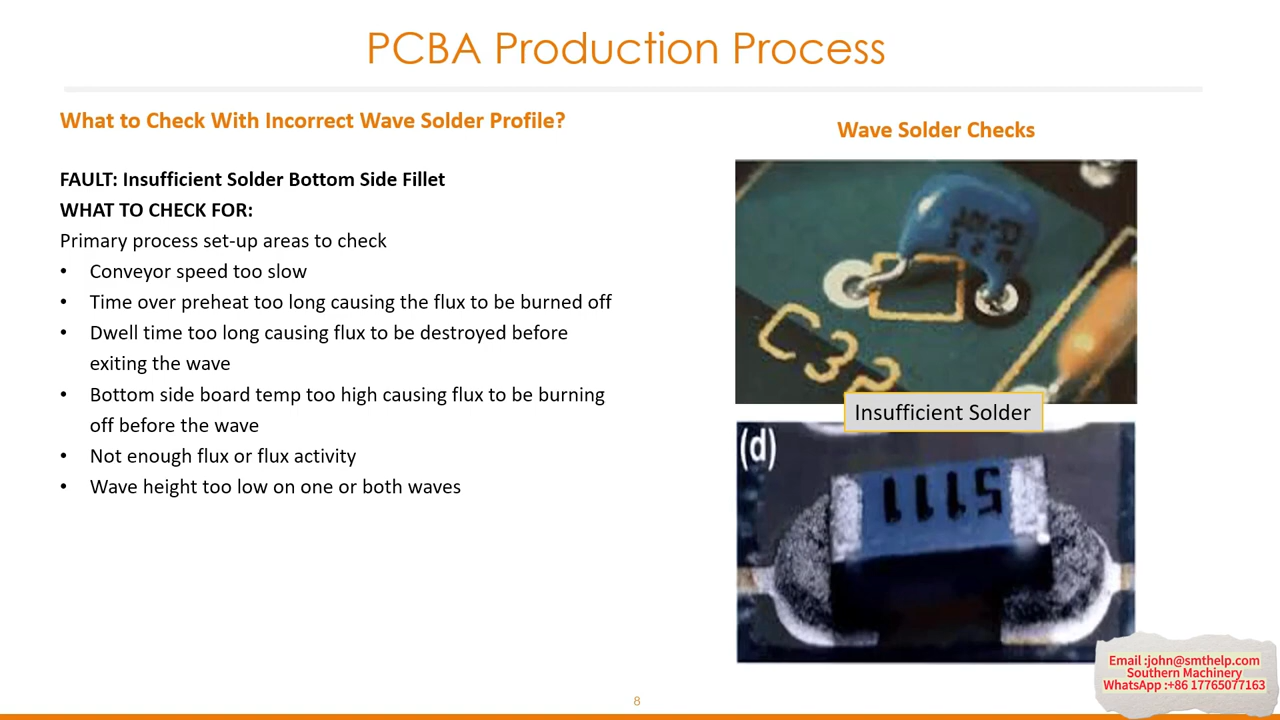 PCBA Production Process
What to Check With Incorrect Wave Solder Profile?
FAULT: Insufficient Solder Bottom Side Fillet
WHAT TO CHECK FOR:
Primary process set-up areas to check
• Conveyor speed too slow
• Time over preheat too long causing the flux to be burned off
• Dwell time too long causing flux to be destroyed before
exiting the wave
• Bottom side board temp too high causing flux to be burning
off before the wave
• Not enough flux or flux activity
• Wave height too low on one or both waves
Wave Solder Checks
C32
Insufficient Solder
(d)
5111
8
Email :john@smthelp.com
Southern Machinery
WhatsApp :+86 17765077163